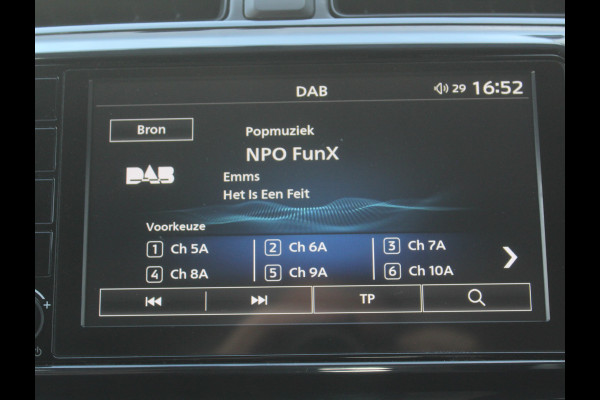 DAB 29 16:52
Bron
Popmuziek
NPO FunX
DAB
Emms
Het Is Een Feit
Voorkeuze
1 Ch 5A 2 Ch 6A 3 Ch 7A
4 Ch 8A 5 Ch 9A 6 Ch 10A
TP